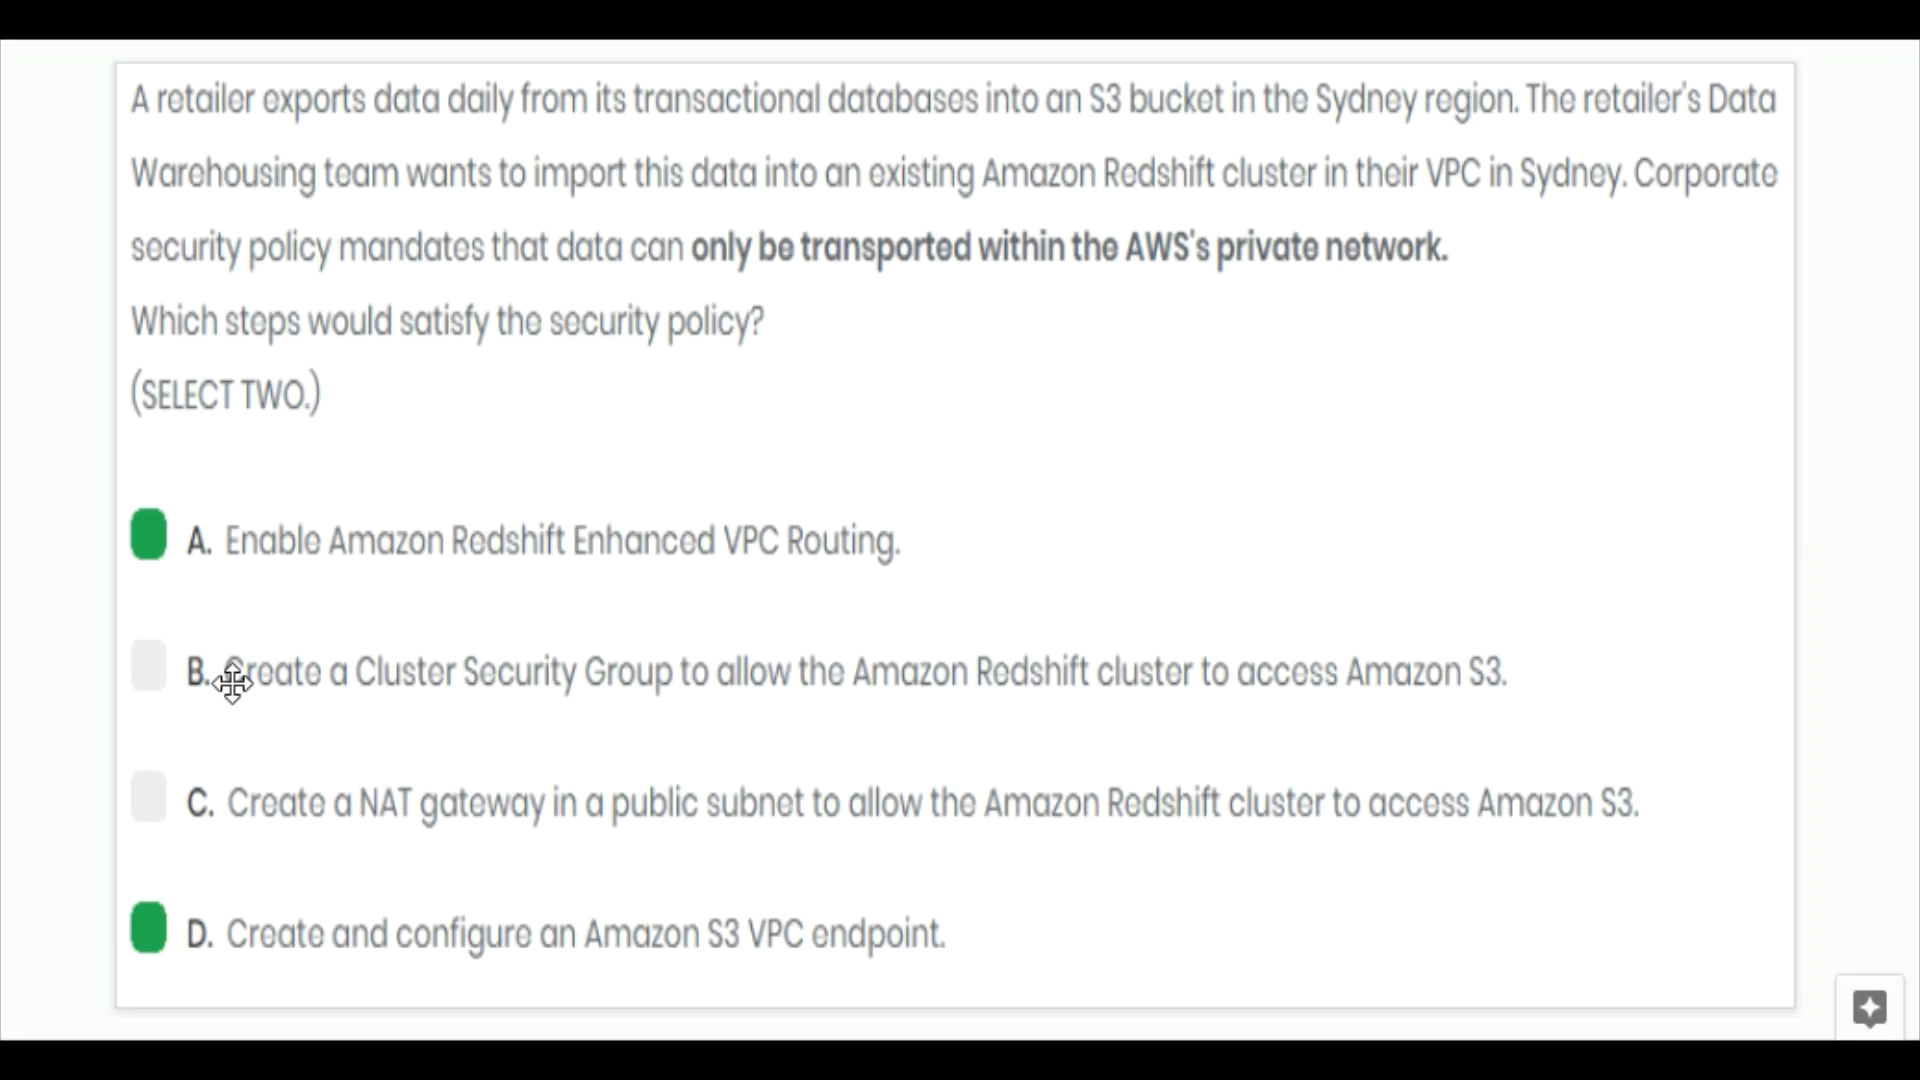 A retailer exports data daily from its transactional databases into an S3 bucket in the Sydney region. The retailer's Data
Warehousing team wants to import this data into an existing Amazon Redshift cluster in their VPC in Sydney. Corporate
security policy mandates that data can only be transported within the AWS's private network.
Which steps would satisfy the security policy?
(SELECT TWO.)
A. Enable Amazon Redshift Enhanced VPC Routing.
B. Create a Cluster Security Group to allow the Amazon Redshift cluster to access Amazon S3.
C. Create a NAT gateway in a public subnet to allow the Amazon Redshift cluster to access Amazon S3.
D. Create and configure an Amazon S3 VPC endpoint.